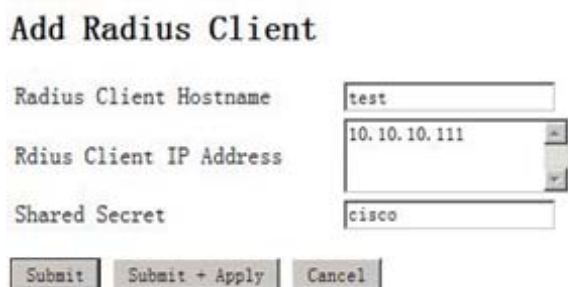 Add Radius Client
Radius Client Hostname test
Rdius Client IP Address 10.10.10.111
Shared Secret cisco
Submit Submit + Apply Cancel